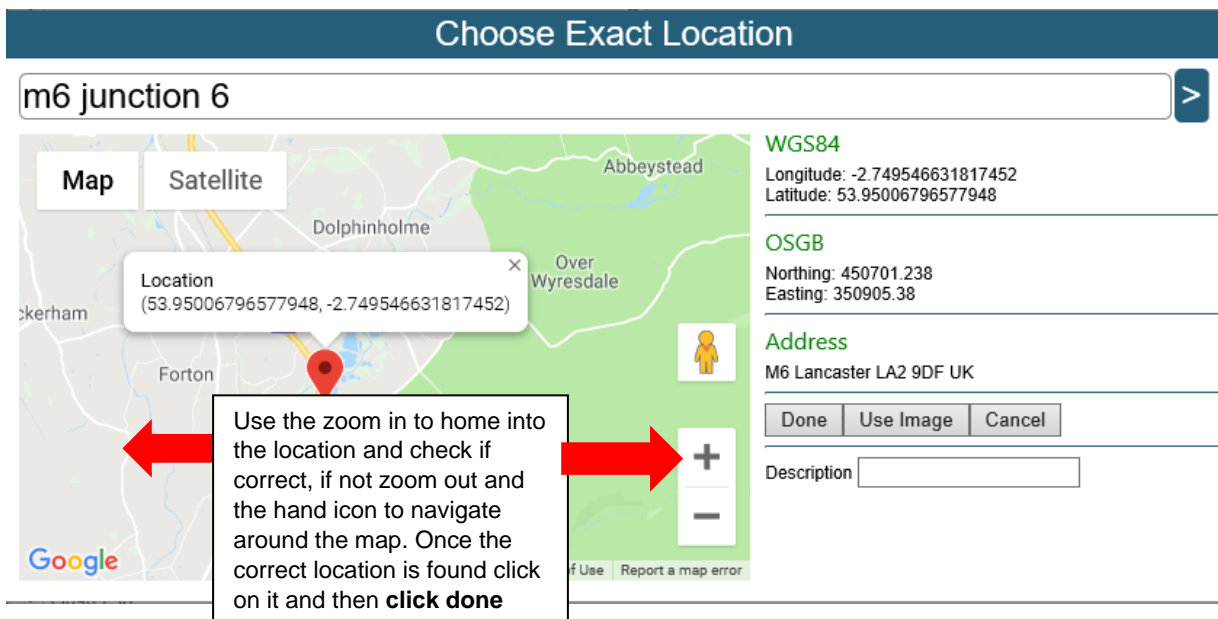 Choose Exact Location
m6 junction 6
>
Map
Satellite
Abbeystead
Dolphinholme
Over
Wyresdale
Location
(53.95006796577948, -2.749546631817452)
×
ckerham
Forton
Use the zoom in to home into
the location and check if
correct, if not zoom out and
the hand icon to navigate
around the map. Once the
correct location is found click
on it and then click done
+
−
Google
f Use
Report a map error
WGS84
Longitude: -2.749546631817452
Latitude: 53.95006796577948
OSGB
Northing: 450701.238
Easting: 350905.38
Address
M6 Lancaster LA2 9DF UK
Done
Use Image
Cancel
Description